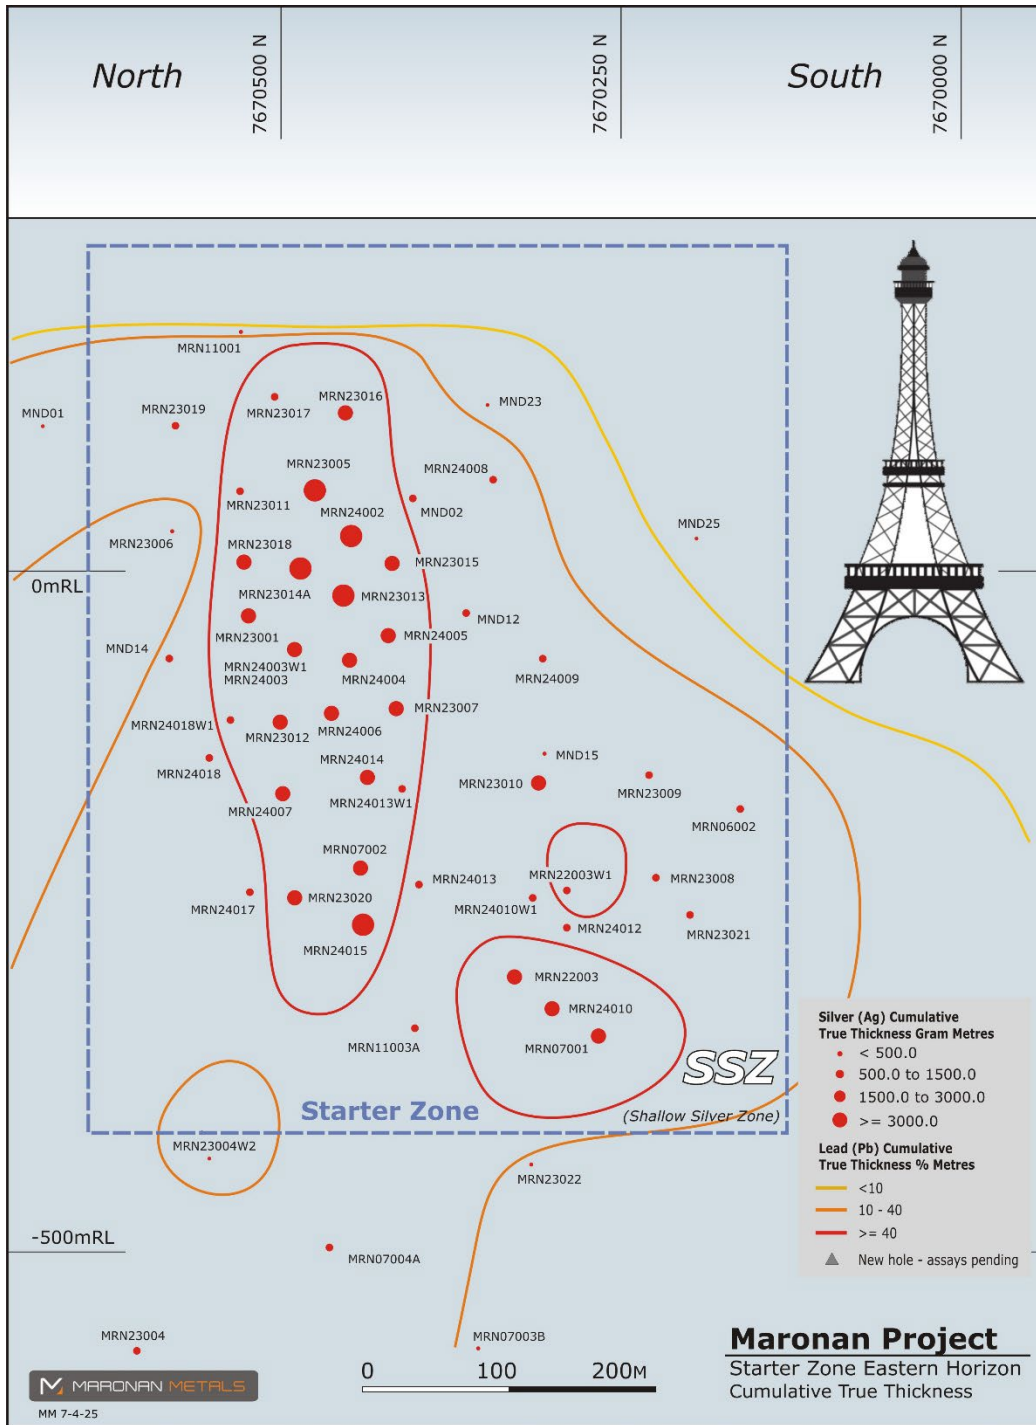 North
7670500 N
7670250 N
South
7670000 N
MRN11001
MND01
MRN23019
MRN23017
MRN23016
MND23
MRN23005
MRN24008
MRN23011
MRN24002
MND02
MND25
MRN23006
MRN23018
MRN23015
0mRL
MRN23014A
MRN23013
MRN23001
MRN24005
MND12
MND14
MRN24003W1
MRN24003
MRN24004
MRN24009
MRN24018W1
MRN23012
MRN24006
MRN23007
MRN24018
MRN24014
MND15
MRN23010
MRN23009
MRN24007
MRN24013W1
MRN06002
MRN07002
MRN24013
MRN22003W1
MRN23008
MRN24017
MRN23020
MRN24010W1
MRN24012
MRN23021
MRN24015
MRN22003
MRN24010
MRN11003A
MRN07001
SSZ
Starter Zone
(Shallow Silver Zone)
MRN23004W2
MRN23022
-500mRL
MRN07004A
MRN23004
MRN07003B
Silver (Ag) Cumulative
True Thickness Gram Metres
< 500.0
500.0 to 1500.0
1500.0 to 3000.0
>= 3000.0
Lead (Pb) Cumulative
True Thickness % Metres
<10
10 - 40
>= 40
New hole - assays pending
Maronan Project
Starter Zone Eastern Horizon
Cumulative True Thickness
0 100 200M
MARONAN METALS
MM 7-4-25